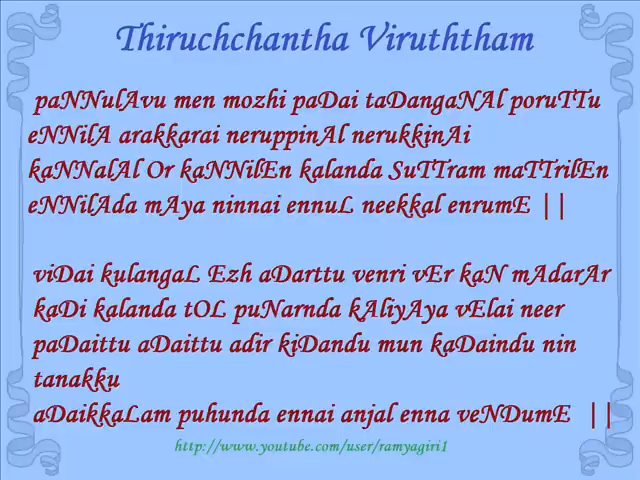 Thiruchchantha Viruththam
paNNulAvu men mozhi paDai taDangaNAl poruTTu
eNNilA arakkarai neruppinAl nerukkinAi
kaNNalAl Or kaNNilEn kalanda SuTTram maTTrilEn
eNNilAda mAya ninnai ennuL neekkal enrumE ||
viDai kulangaL Ezh aDarttu venri vEr kaN mAdarAr
kaDi kalanda tOL puNarnda kAliyAya vElai neer
paDaittu aDaittu adir kiDandu mun kaDaindu nin
tanakku
aDaikkaLam puhunda ennai anjal enna veNDumE ||
http://www.youtube.com/user/ramyagiri1